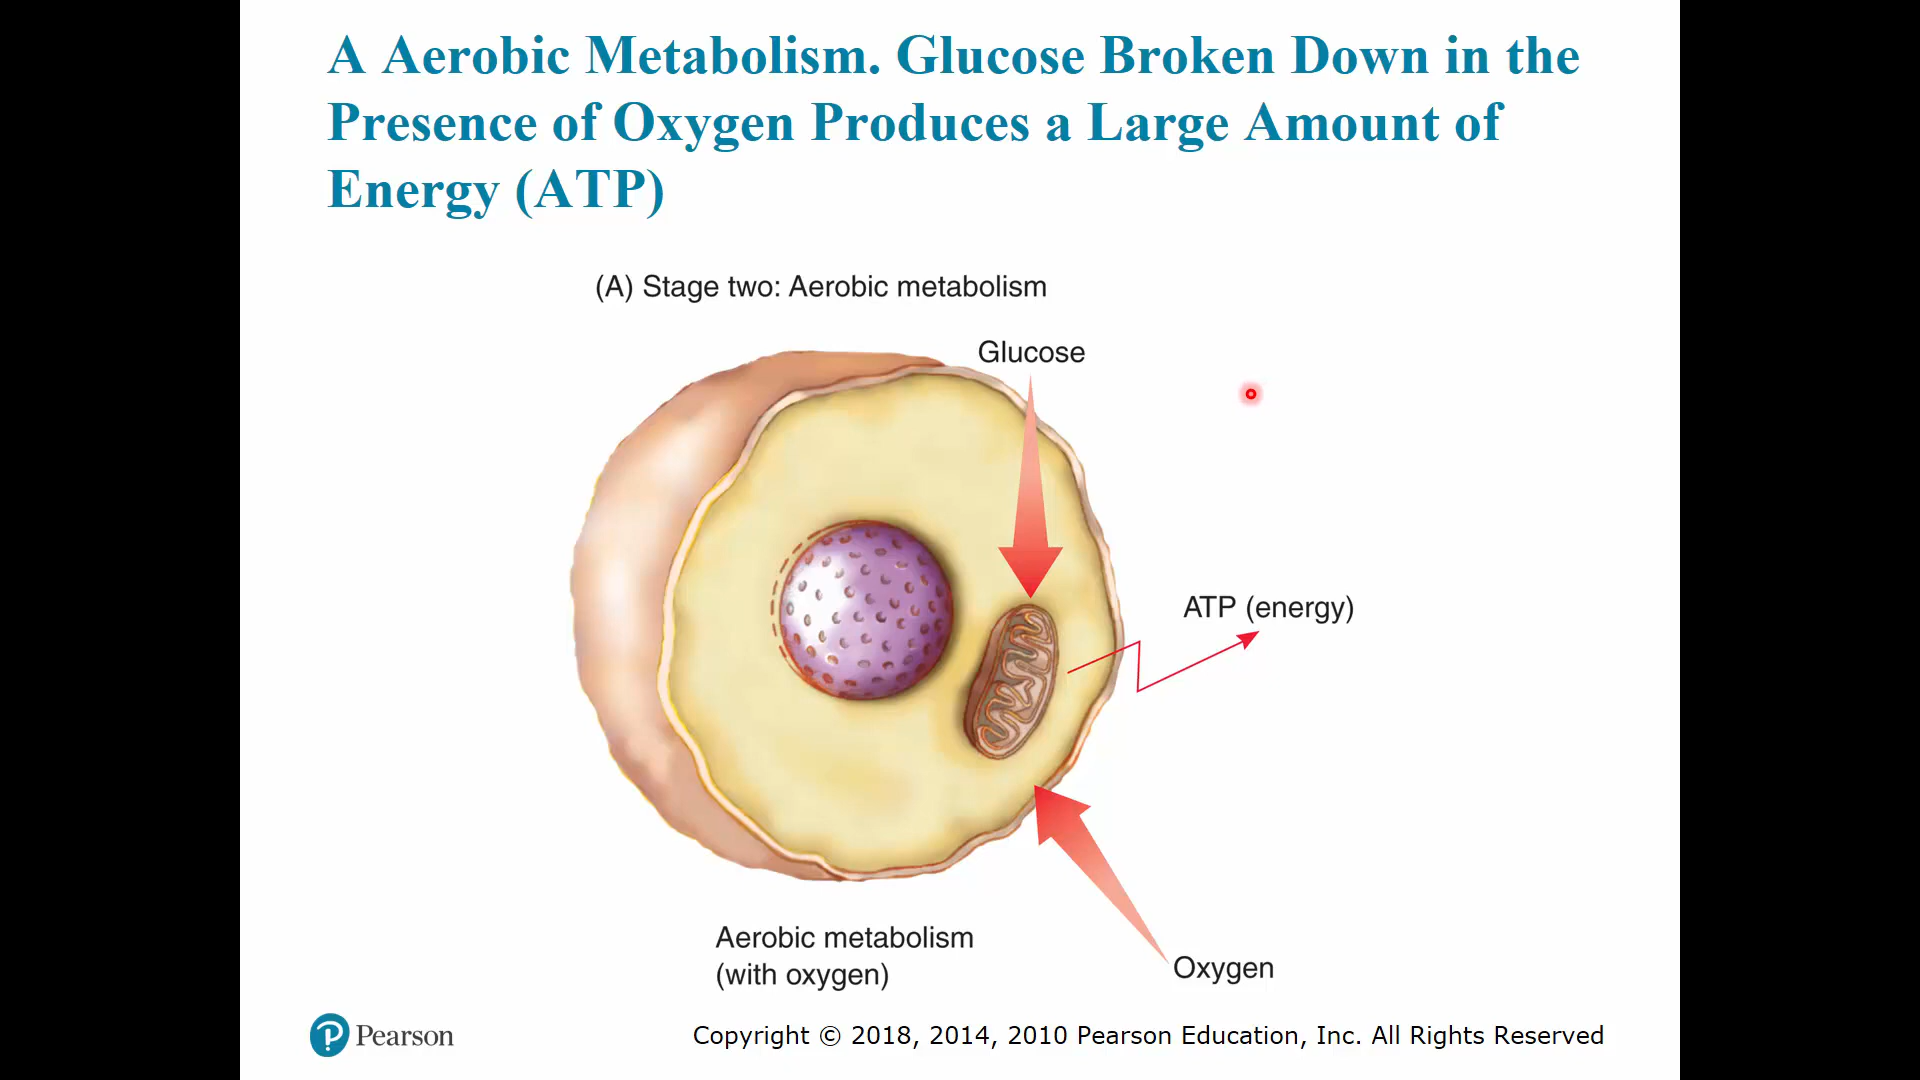 A Aerobic Metabolism. Glucose Broken Down in the
Presence of Oxygen Produces a Large Amount of
Energy (ATP)
(A) Stage two: Aerobic metabolism
Glucose
ATP (energy)
Aerobic metabolism
(with oxygen)
Oxygen
Pearson
Copyright © 2018, 2014, 2010 Pearson Education, Inc. All Rights Reserved